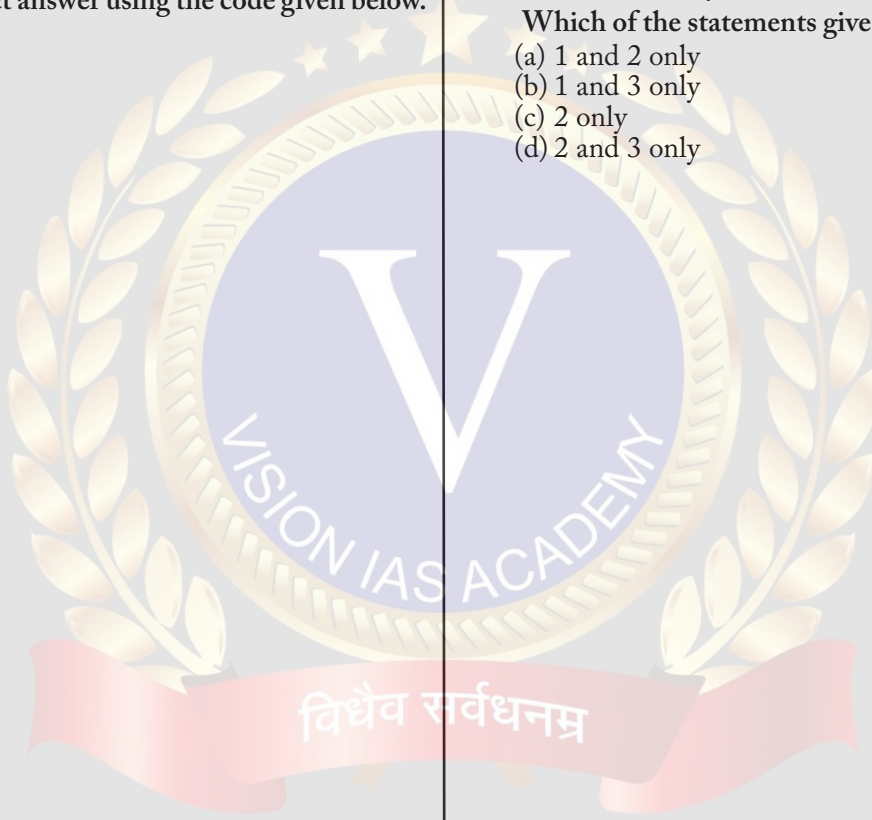 answer using the code given below.
Which of the statements give
(a) 1 and 2 only
(b) 1 and 3 only
(c) 2 only
(d) 2 and 3 only
V
VISION IAS ACADEMY
विधैव सर्वधनम्र